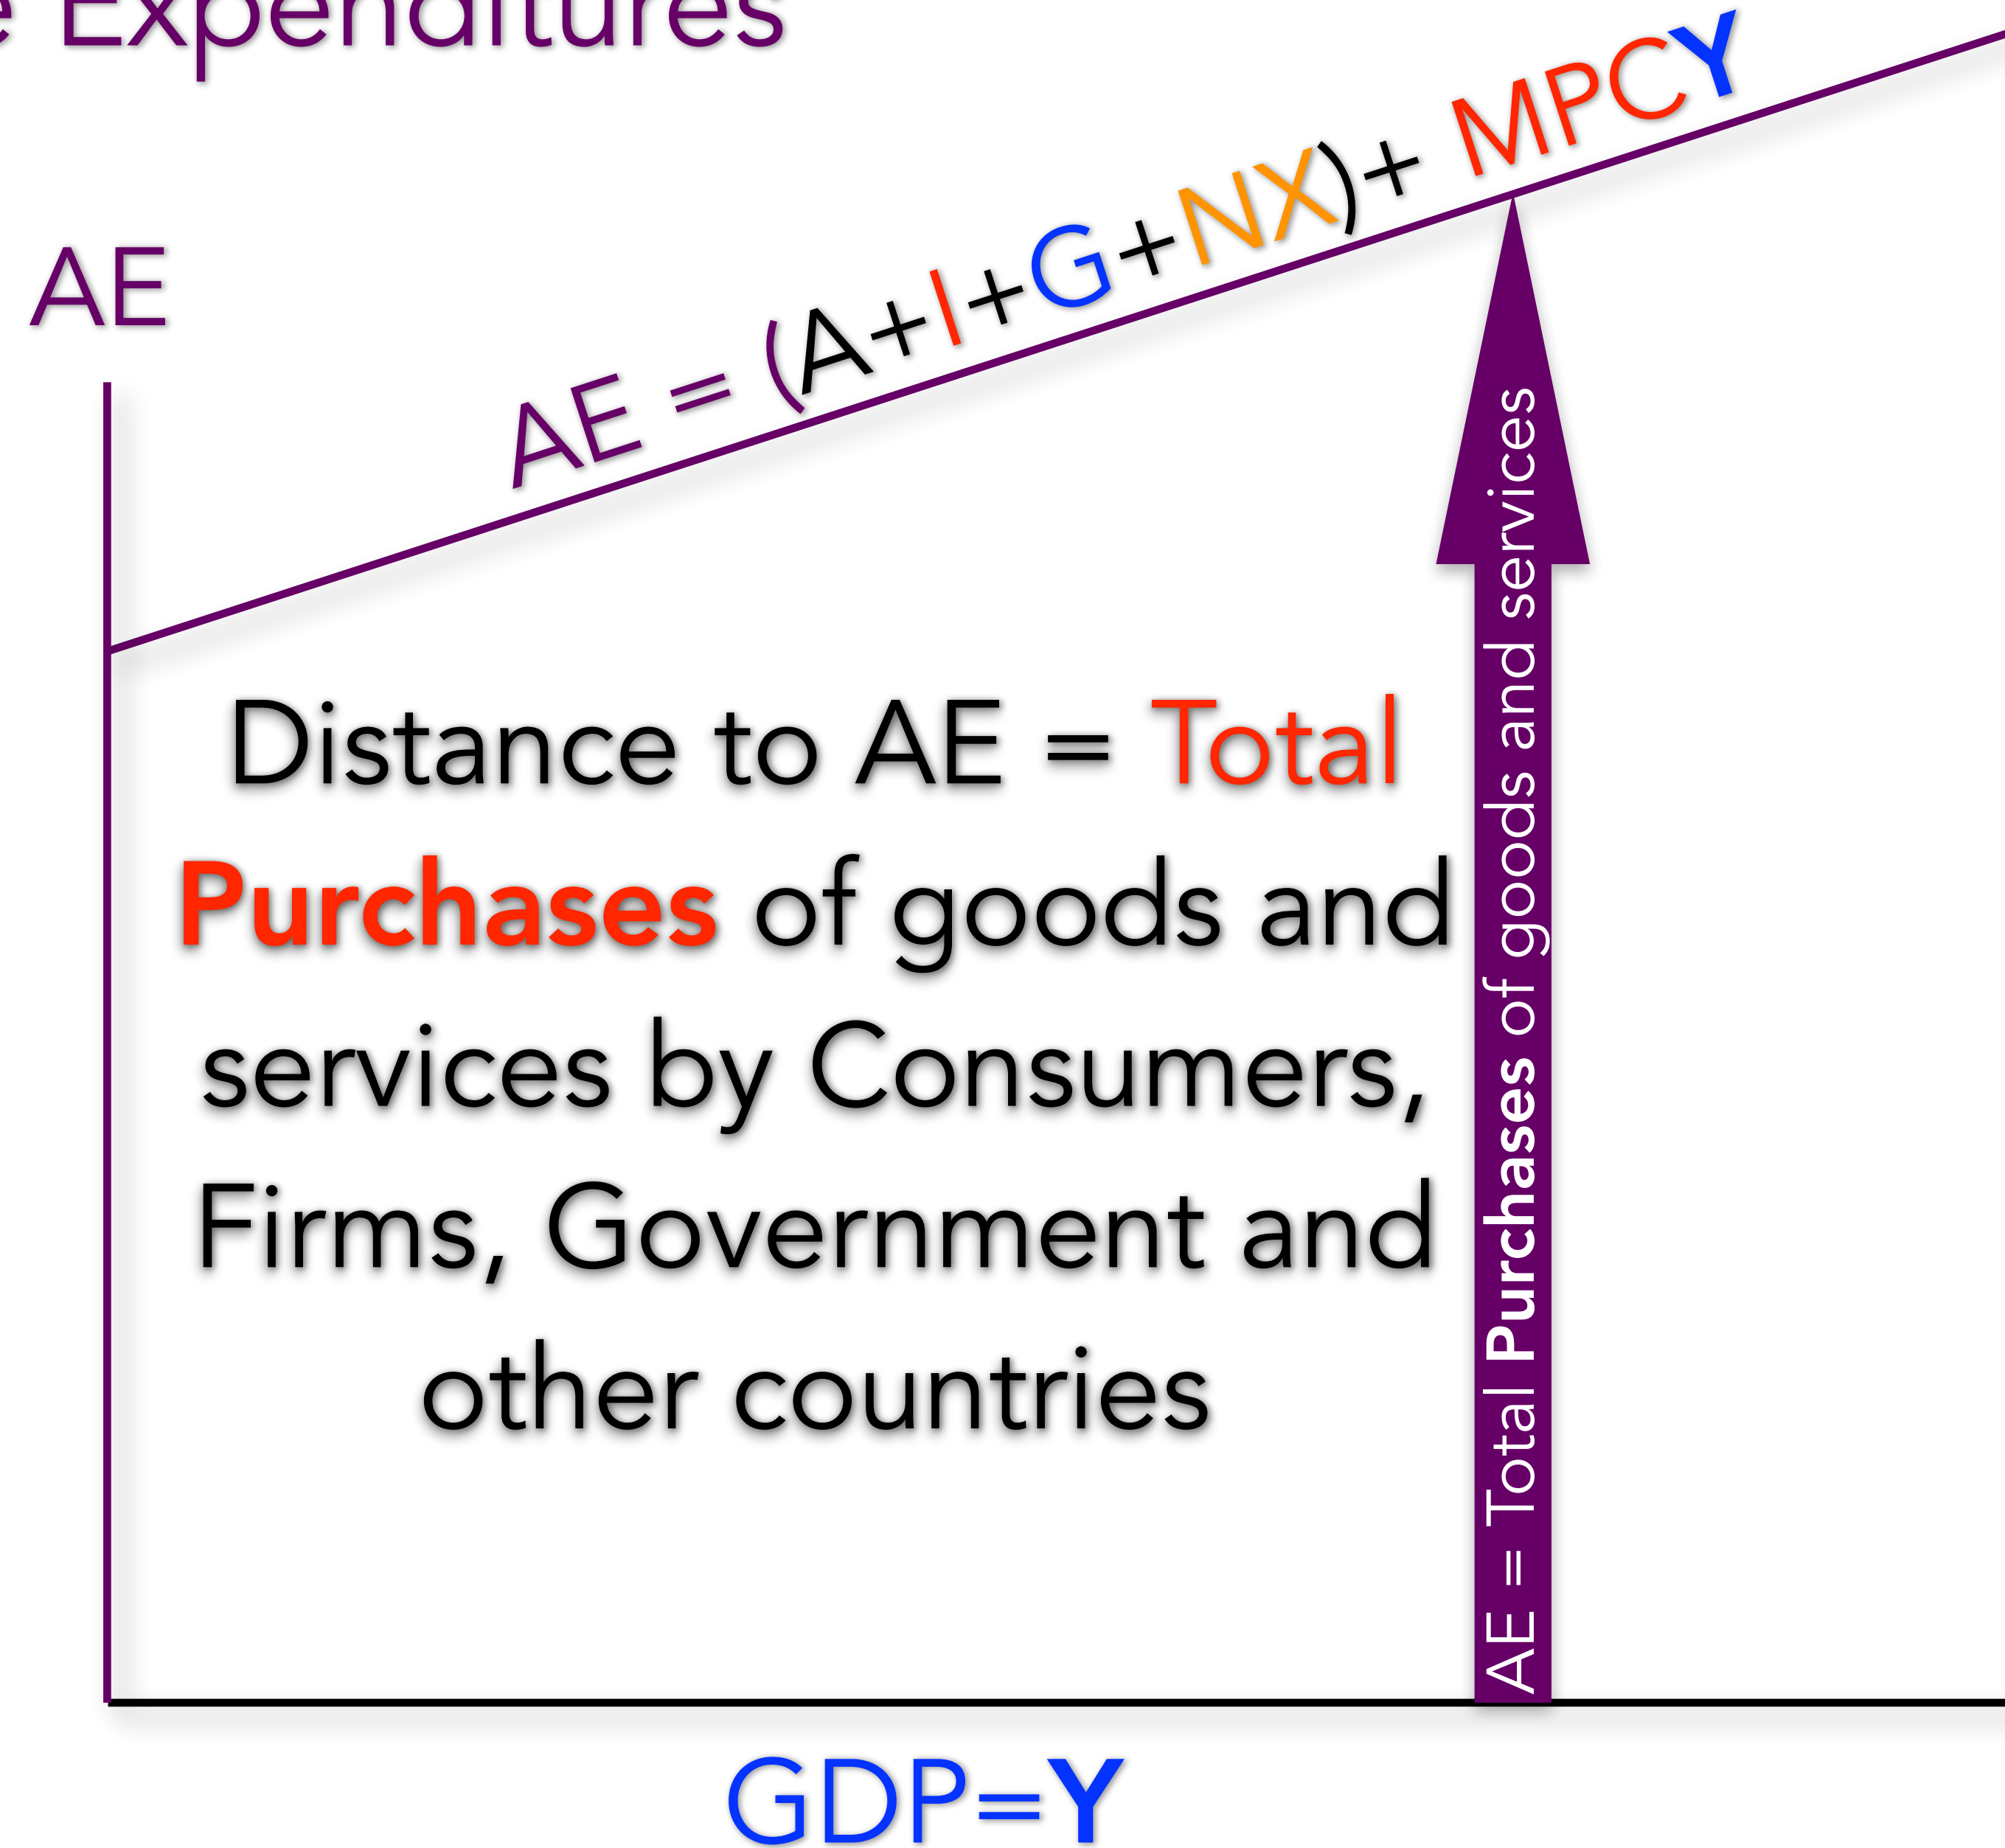 Expenditures
AE
AE = (A+I+G+NX)+ MPCY
Distance to AE = Total
Purchases of goods and
services by Consumers,
Firms, Government and
other countries
AE = Total Purchases of goods and services
GDP=Y